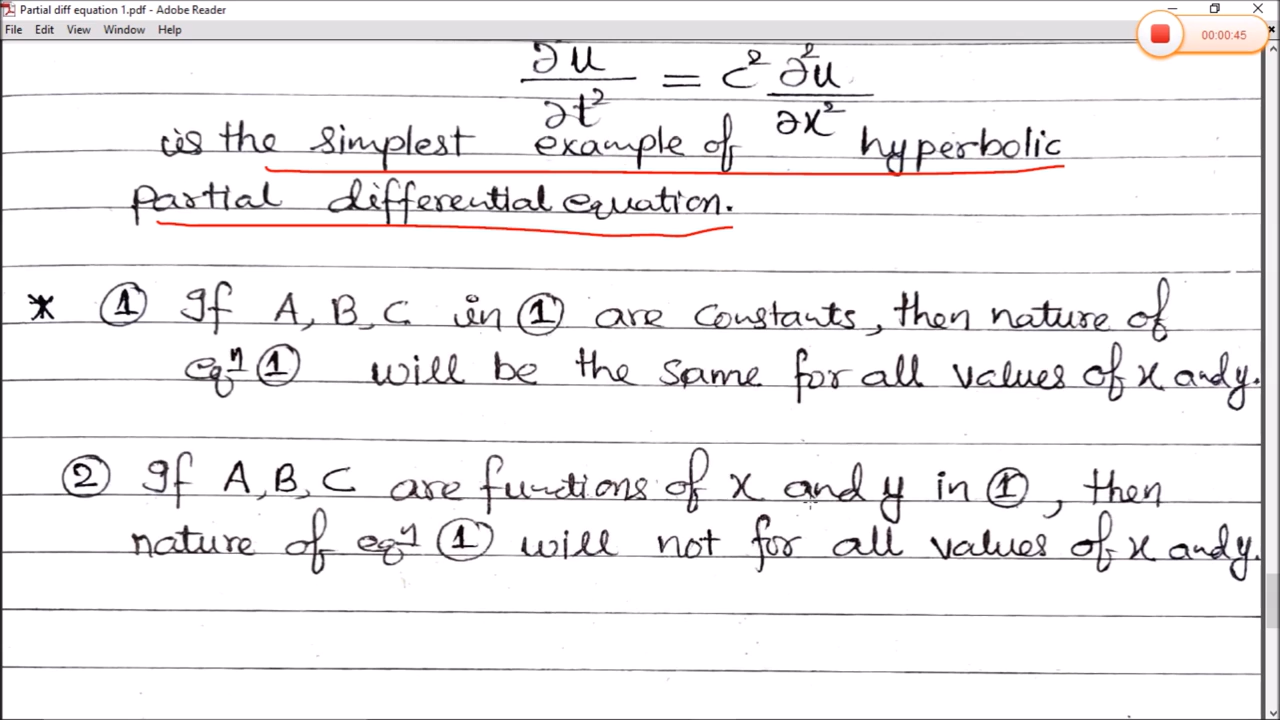 Partial diff equation 1.pdf - Adobe Reader
File Edit View Window Help
00:00:45
∂u/∂t² = c² ∂²u/∂x²
is the simplest example of hyperbolic
partial differential equation.
* ① If A, B, C in ① are constants, then nature of
eqⁿ ① will be the same for all values of x and y.
② If A, B, C are functions of x and y in ①, then
nature of eqⁿ ① will not for all values of x and y.